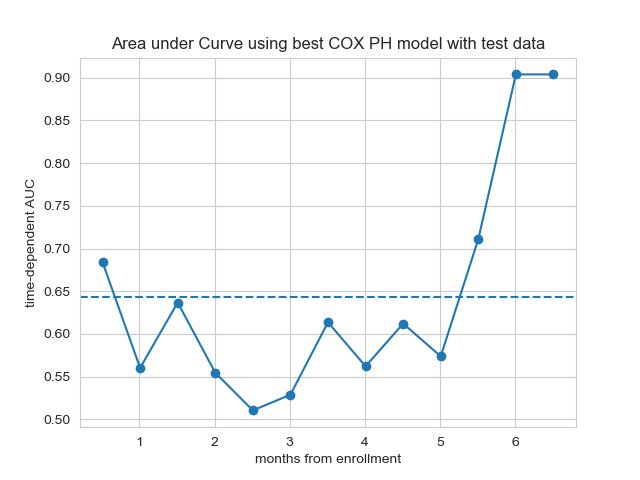 Area under Curve using best COX PH model with test data
time-dependent AUC
0.90
0.85
0.80
0.75
0.70
0.65
0.60
0.55
0.50
1 2 3 4 5 6
months from enrollment